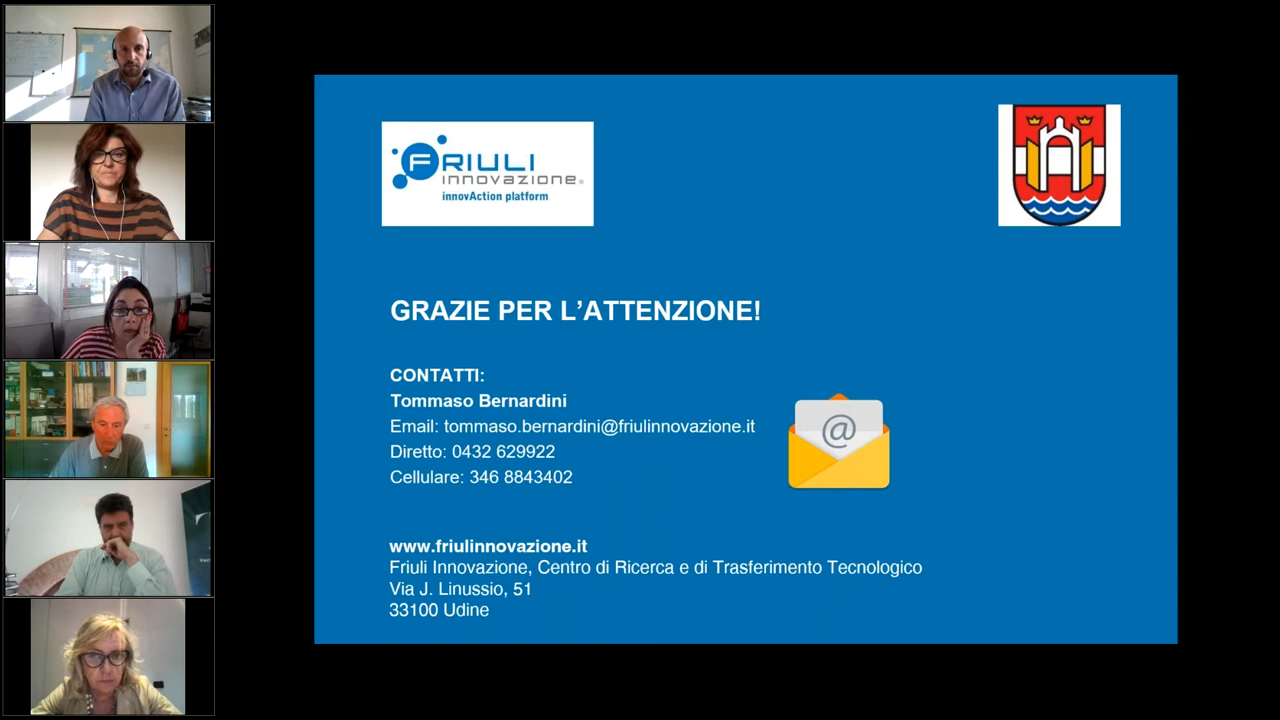 FRIULI
innovazione®
innovAction platform
GRAZIE PER L'ATTENZIONE!
CONTATTI:
Tommaso Bernardini
Email: tommaso.bernardini@friulinnovazione.it
@
Diretto: 0432 629922
Cellulare: 346 8843402
www.friulinnovazione.it
Friuli Innovazione, Centro di Ricerca e di Trasferimento Tecnologico
Via J. Linussio, 51
33100 Udine